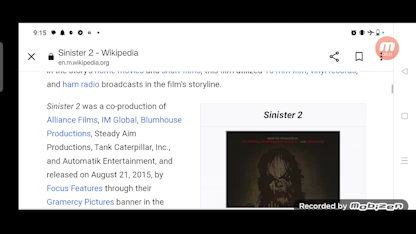 9:15
Sinister 2 - Wikipedia
en.m.wikipedia.org
in the story's home movies and snuff films, this film utilized 16 mm film, vinyl records,
and ham radio broadcasts in the film's storyline.
Sinister 2 was a co-production of
Alliance Films, IM Global, Blumhouse
Productions, Steady Aim
Productions, Tank Caterpillar, Inc.,
and Automatik Entertainment, and
released on August 21, 2015, by
Focus Features through their
Gramercy Pictures banner in the
Sinister 2
Recorded by Mobizen